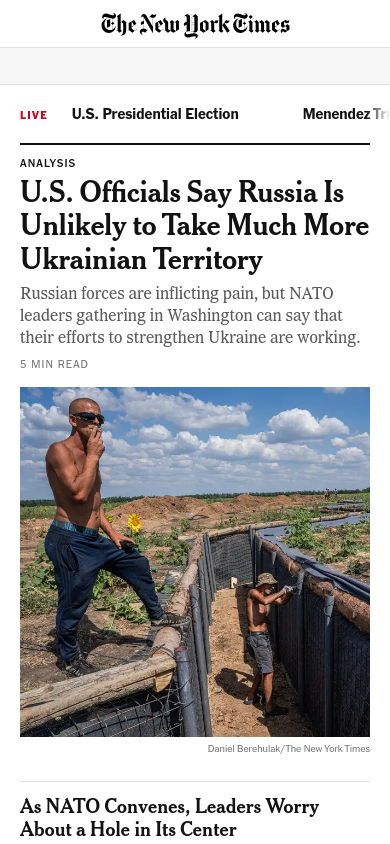 The New York Times
LIVE U.S. Presidential Election Menendez Tri
ANALYSIS
U.S. Officials Say Russia Is
Unlikely to Take Much More
Ukrainian Territory
Russian forces are inflicting pain, but NATO
leaders gathering in Washington can say that
their efforts to strengthen Ukraine are working.
5 MIN READ
Daniel Berehulak/The New York Times
As NATO Convenes, Leaders Worry
About a Hole in Its Center